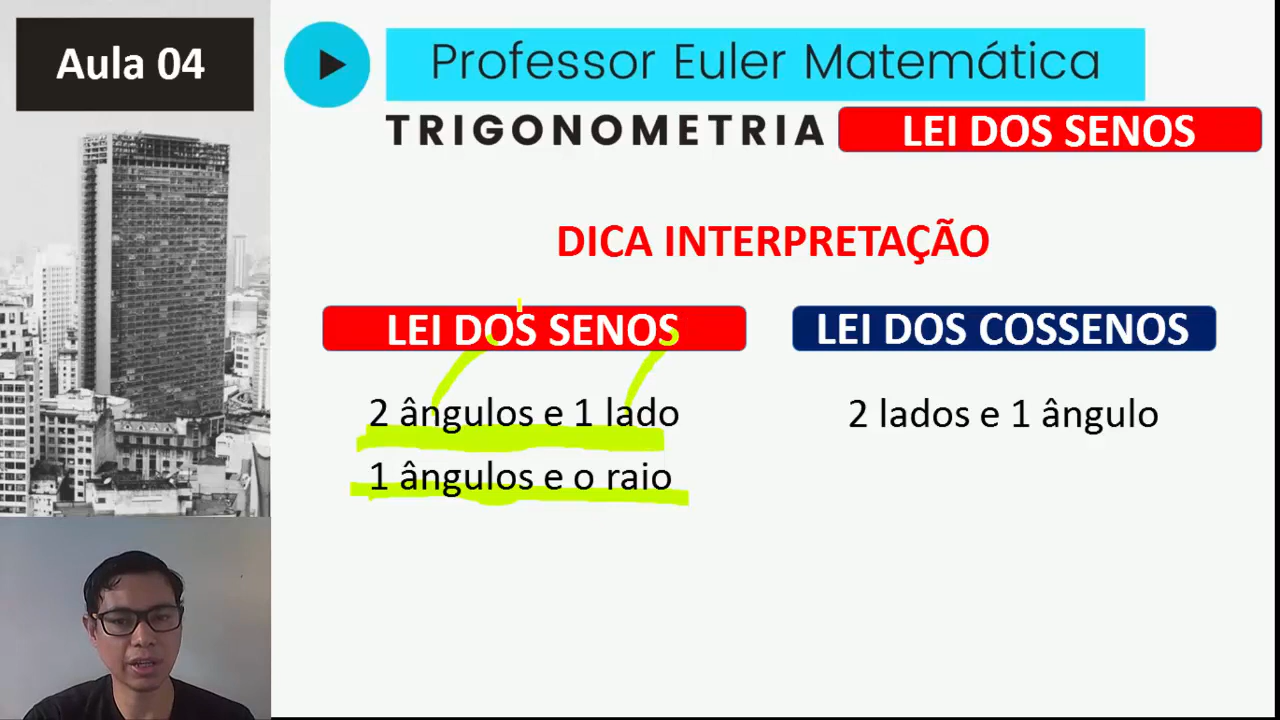 Aula 04
Professor Euler Matemática
TRIGONOMETRIA
LEI DOS SENOS
DICA INTERPRETAÇÃO
LEI DOS SENOS
2 ângulos e 1 lado
1 ângulos e o raio
LEI DOS COSSENOS
2 lados e 1 ângulo